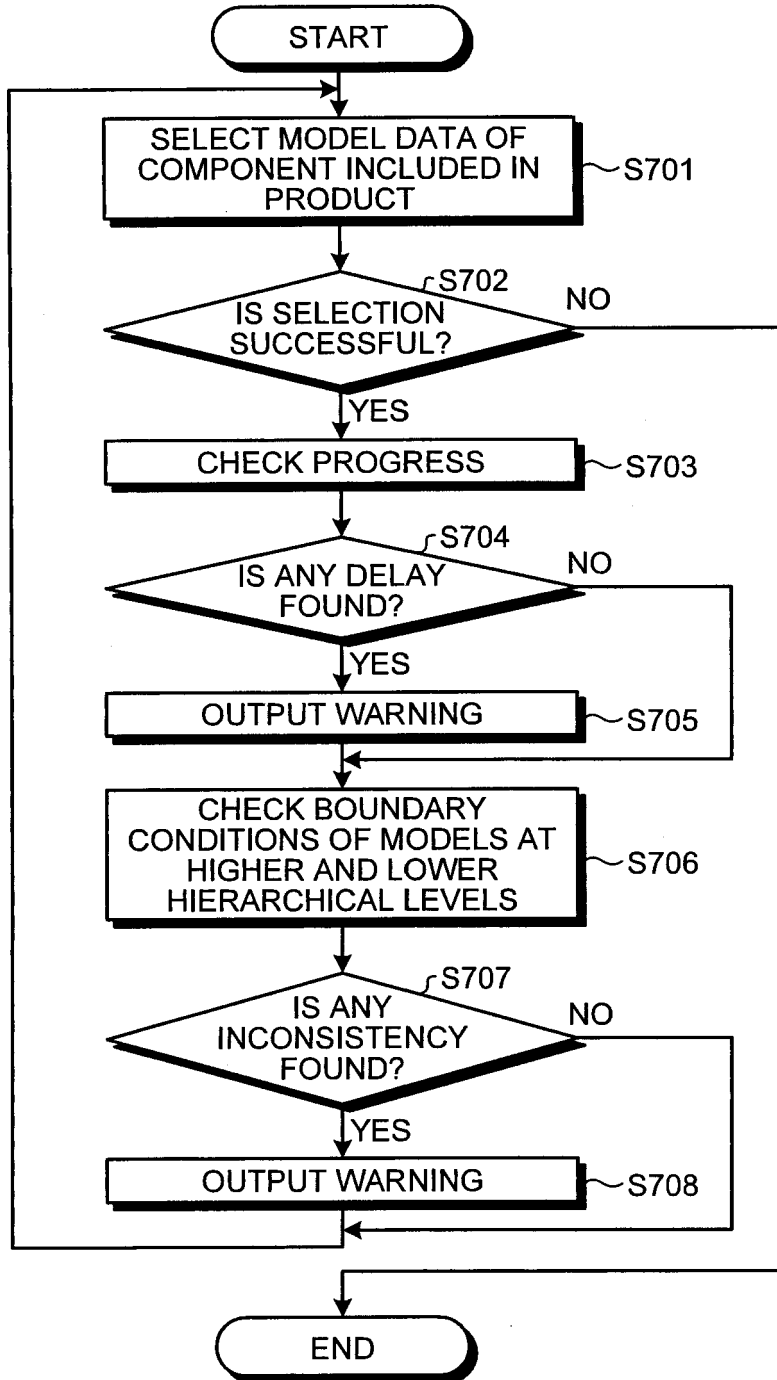 START
SELECT MODEL DATA OF
COMPONENT INCLUDED IN
PRODUCT
S701
S702
IS SELECTION
SUCCESSFUL?
NO
YES
CHECK PROGRESS
S703
S704
IS ANY DELAY
FOUND?
NO
YES
OUTPUT WARNING
S705
CHECK BOUNDARY
CONDITIONS OF MODELS AT
HIGHER AND LOWER
HIERARCHICAL LEVELS
S706
S707
IS ANY
INCONSISTENCY
FOUND?
NO
YES
OUTPUT WARNING
S708
END